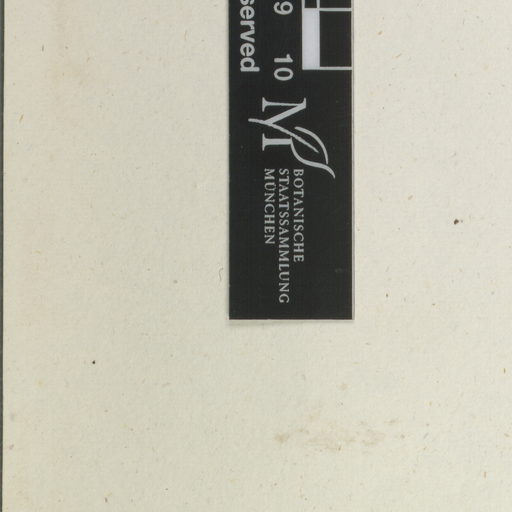 9 10
served
M
BOTANISCHE
STAATSSAMMLUNG
MÜNCHEN